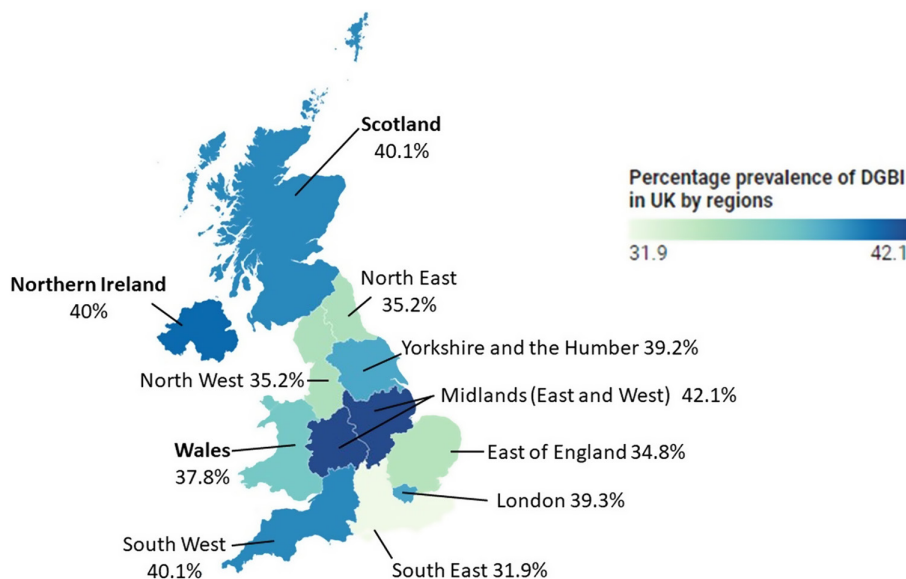 Scotland
40.1%
Percentage prevalence of DGBI
in UK by regions
31.9
42.1
Northern Ireland
40%
North East
35.2%
Yorkshire and the Humber 39.2%
North West 35.2%
Midlands (East and West) 42.1%
Wales
37.8%
East of England 34.8%
London 39.3%
South West
40.1%
South East 31.9%